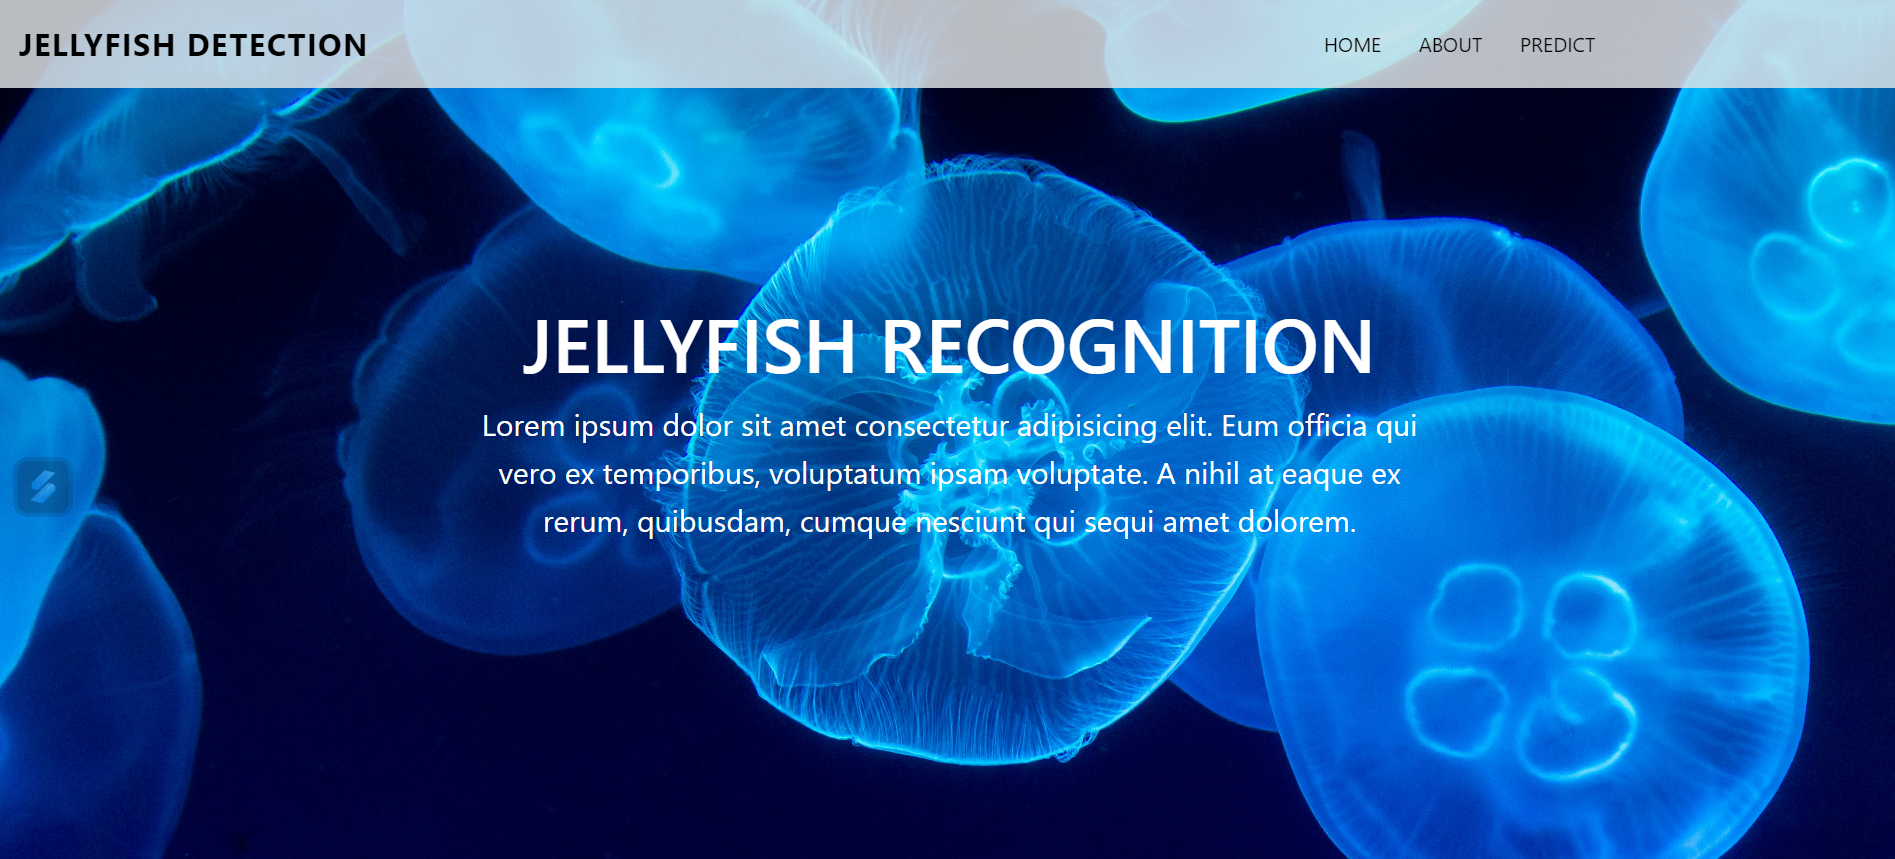 JELLYFISH DETECTION
HOME ABOUT PREDICT
JELLYFISH RECOGNITION
Lorem ipsum dolor sit amet consectetur adipisicing elit. Eum officia qui
vero ex temporibus, voluptatum ipsam voluptate. A nihil at eaque ex
rerum, quibusdam, cumque nesciunt qui sequi amet dolorem.